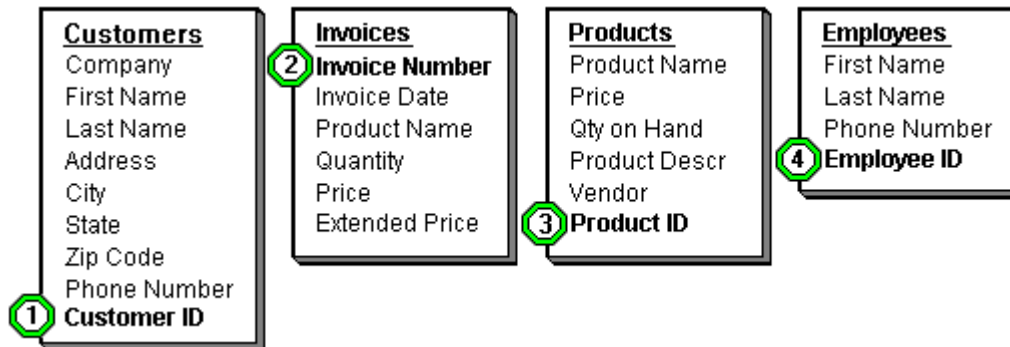 Customers
Company
First Name
Last Name
Address
City
State
Zip Code
Phone Number
1 Customer ID
Invoices
2 Invoice Number
Invoice Date
Product Name
Quantity
Price
Extended Price
Products
Product Name
Price
Qty on Hand
Product Descr
Vendor
3 Product ID
Employees
First Name
Last Name
Phone Number
4 Employee ID